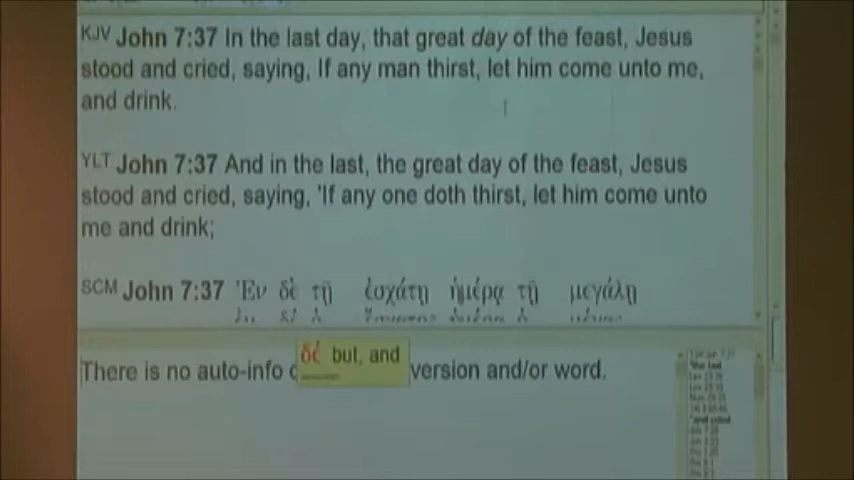 KJV John 7:37 In the last day, that great day of the feast, Jesus
stood and cried, saying, If any man thirst, let him come unto me,
and drink.
YLT John 7:37 And in the last, the great day of the feast, Jesus
stood and cried, saying, 'If any one doth thirst, let him come unto
me and drink;
SCM John 7:37 Ἐν δὲ τῇ ἐσχάτῃ ἡμέρᾳ τῇ μεγάλῃ
δέ but, and
There is no auto-info version and/or word.